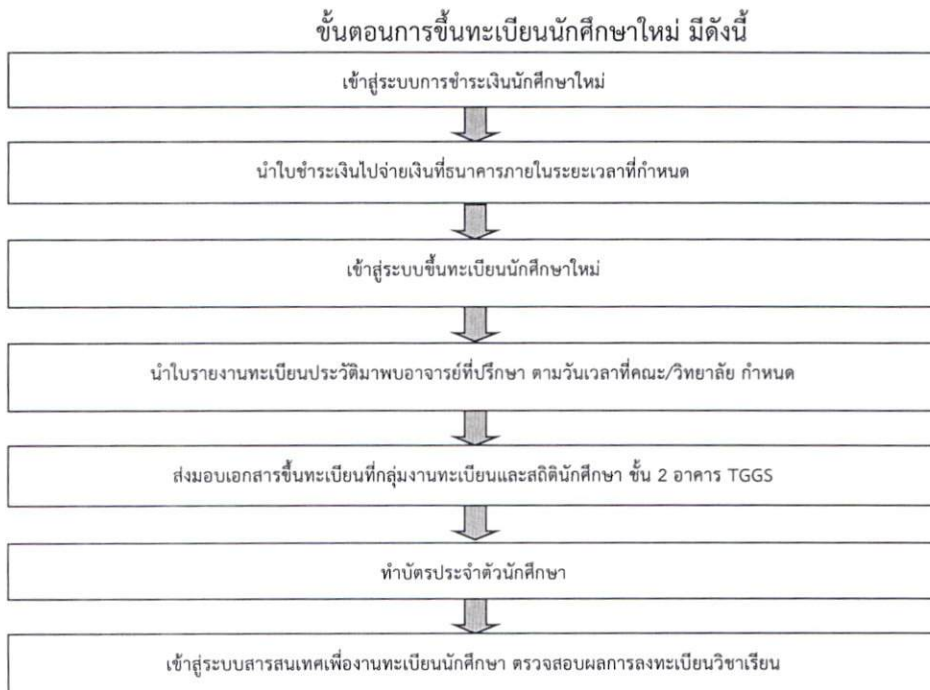 ขั้นตอนการขึ้นทะเบียนนักศึกษาใหม่ มีดังนี้
เข้าสู่ระบบการชำระเงินนักศึกษาใหม่
นำใบชำระเงินไปจ่ายเงินที่ธนาคารภายในระยะเวลาที่กำหนด
เข้าสู่ระบบขึ้นทะเบียนนักศึกษาใหม่
นำใบรายงานทะเบียนประวัติมาพบอาจารย์ที่ปรึกษา ตามวันเวลาที่คณะ/วิทยาลัย กำหนด
ส่งมอบเอกสารขึ้นทะเบียนที่กลุ่มงานทะเบียนและสถิตินักศึกษา ชั้น 2 อาคาร TGGS
ทำบัตรประจำตัวนักศึกษา
เข้าสู่ระบบสารสนเทศเพื่องานทะเบียนนักศึกษา ตรวจสอบผลการลงทะเบียนวิชาเรียน